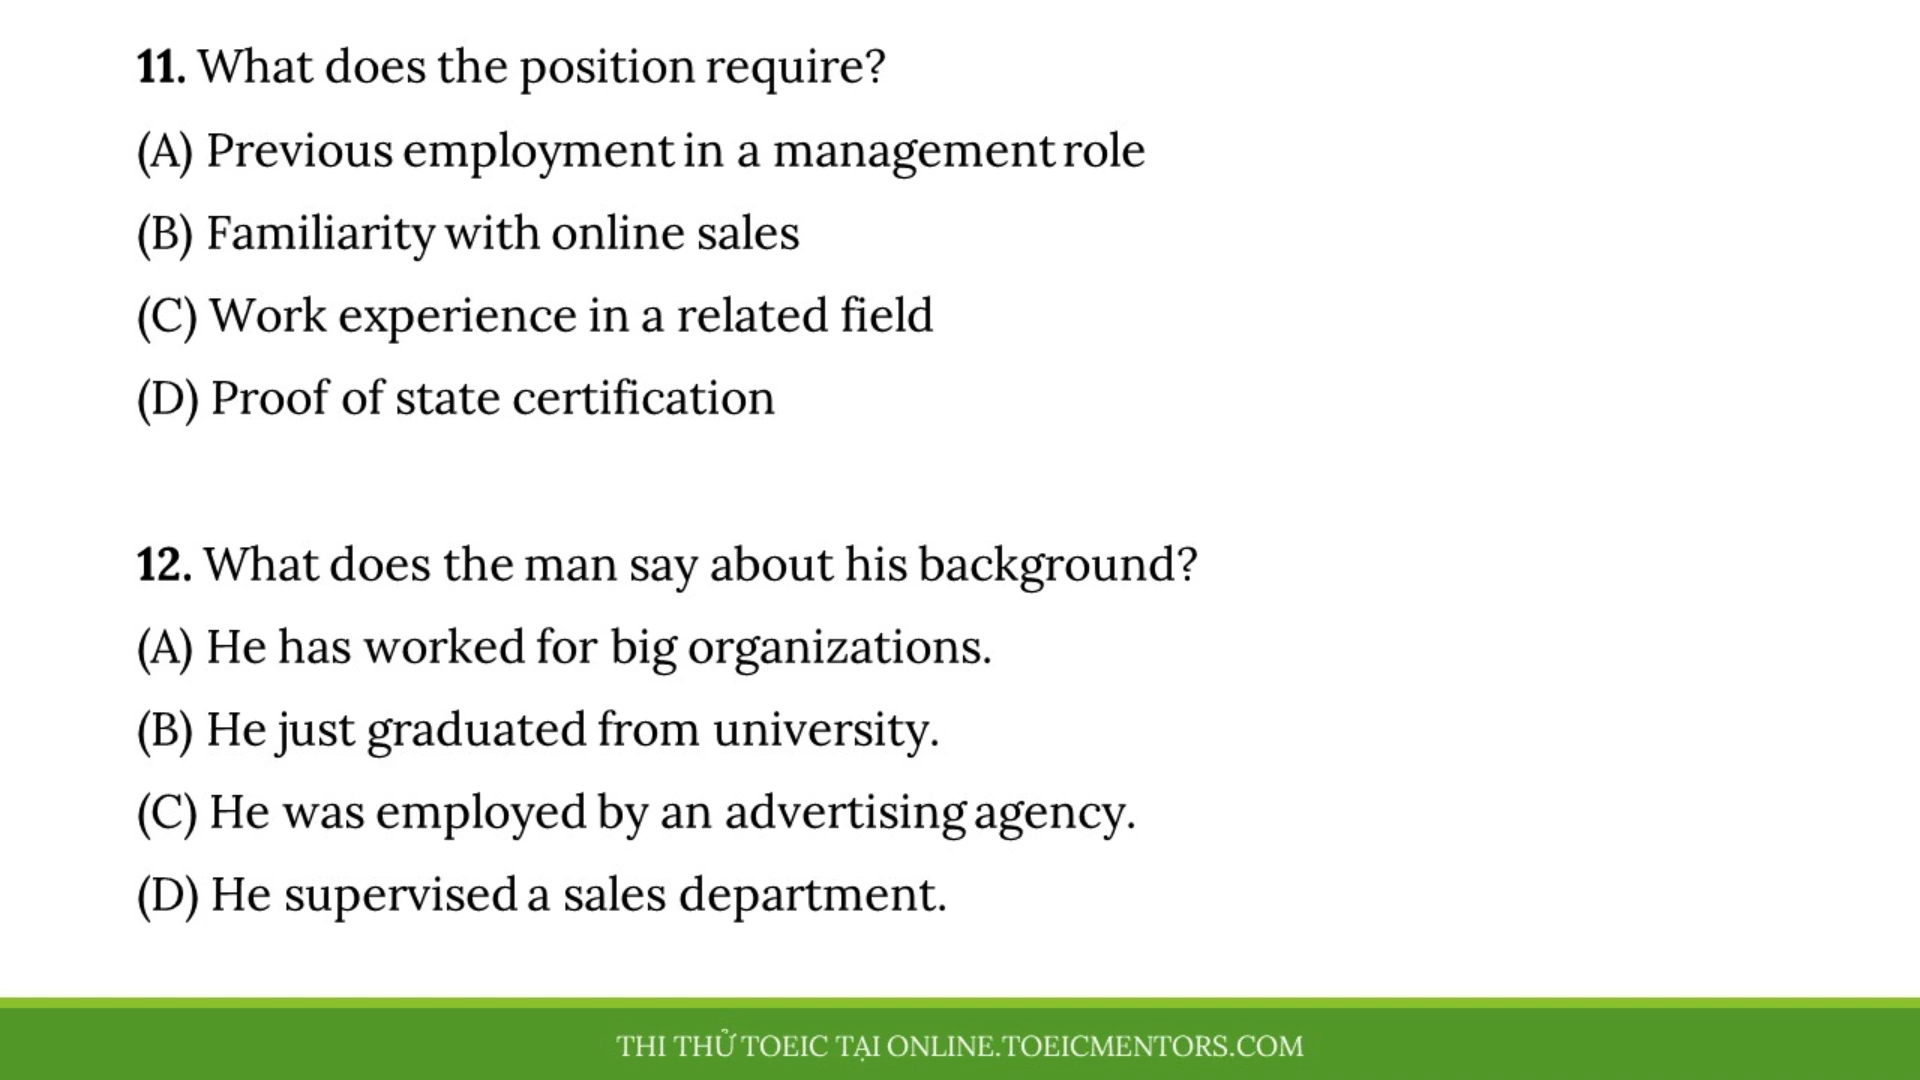 11. What does the position require?
(A) Previous employment in a management role
(B) Familiarity with online sales
(C) Work experience in a related field
(D) Proof of state certification
12. What does the man say about his background?
(A) He has worked for big organizations.
(B) He just graduated from university.
(C) He was employed by an advertising agency.
(D) He supervised a sales department.
THI THỬ TOEIC TẠI ONLINE.TOEICMENTORS.COM